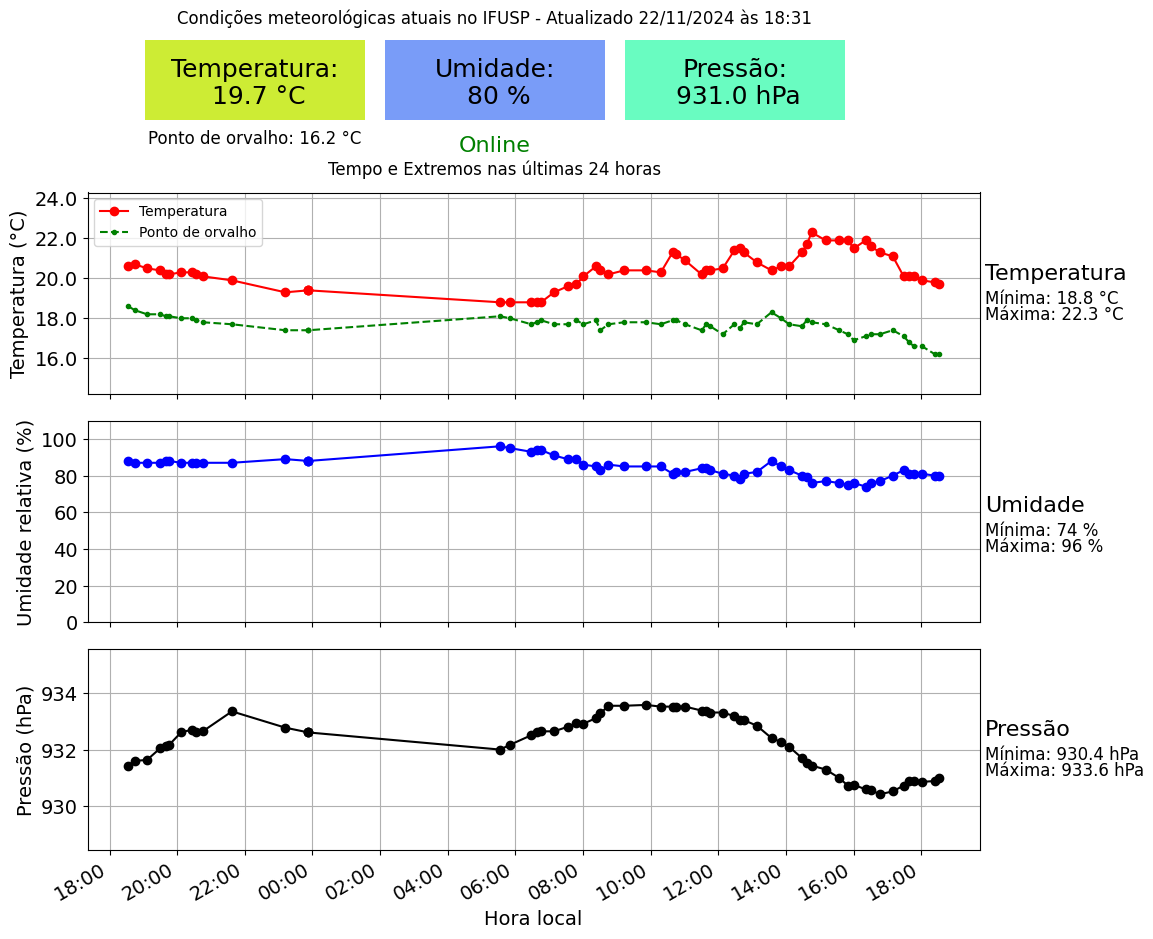 Condições meteorológicas atuais no IFUSP - Atualizado 22/11/2024 às 18:31
Temperatura:
19.7 °C
Umidade:
80 %
Pressão:
931.0 hPa
Ponto de orvalho: 16.2 °C
Online
Tempo e Extremos nas últimas 24 horas
Temperatura (°C)
24.0
22.0
20.0
18.0
16.0
Temperatura
Ponto de orvalho
Temperatura
Mínima: 18.8 °C
Máxima: 22.3 °C
Umidade relativa (%)
100
80
60
40
20
0
Umidade
Mínima: 74 %
Máxima: 96 %
Pressão (hPa)
934
932
930
Pressão
Mínima: 930.4 hPa
Máxima: 933.6 hPa
18:00
20:00
22:00
00:00
02:00
04:00
06:00
08:00
10:00
12:00
14:00
16:00
18:00
Hora local